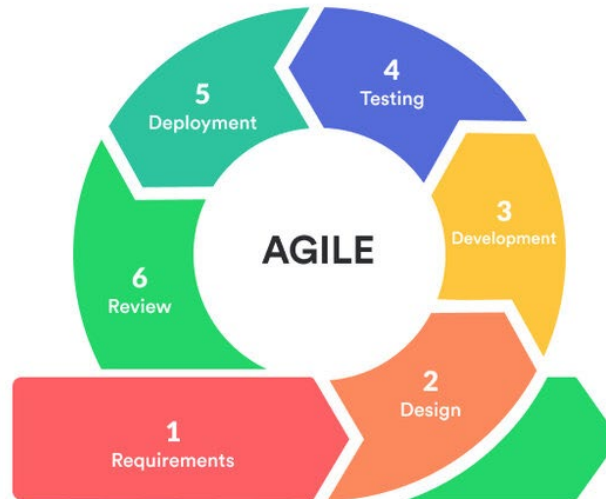 AGILE
1
Requirements
2
Design
3
Development
4
Testing
5
Deployment
6
Review